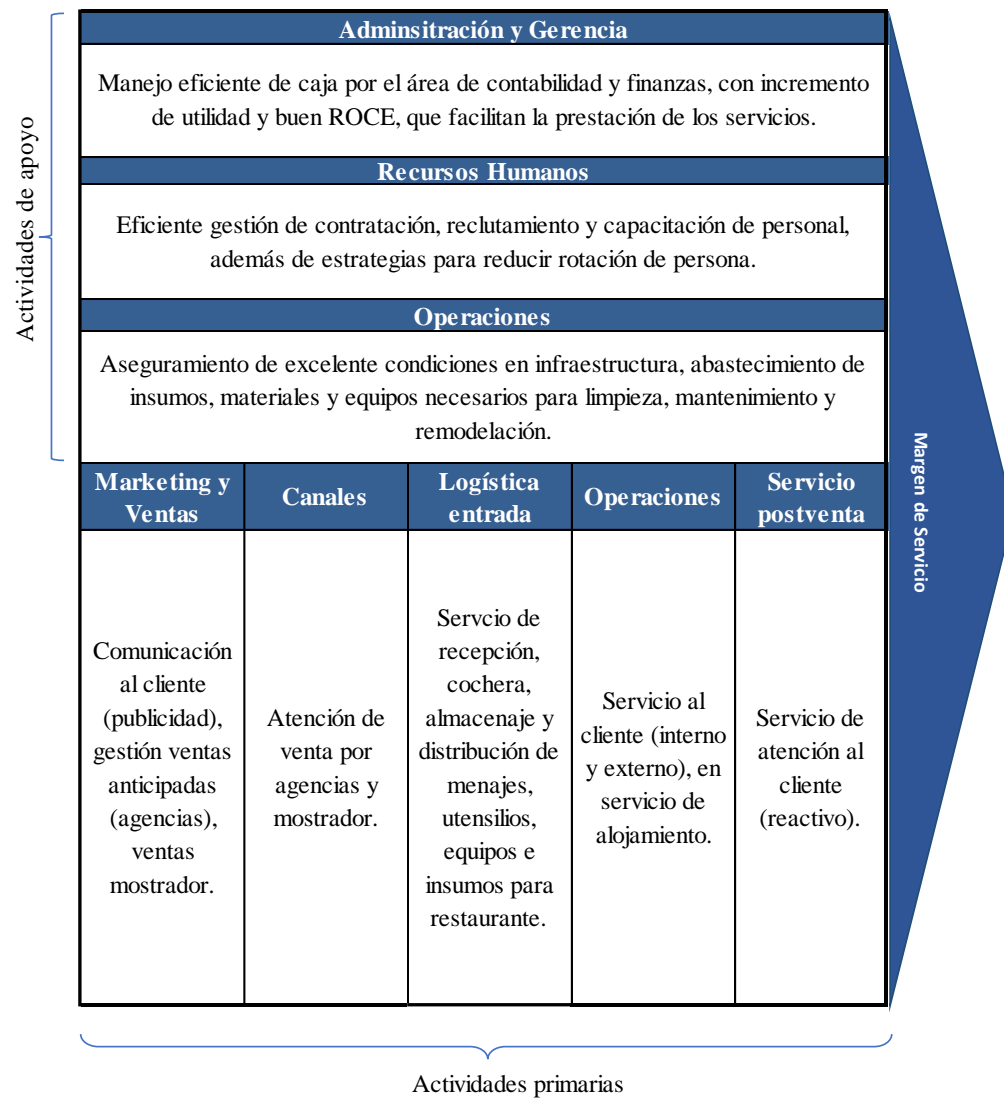 Adminsitración y Gerencia
Manejo eficiente de caja por el área de contabilidad y finanzas, con incremento
de utilidad y buen ROCE, que facilitan la prestación de los servicios.
Recursos Humanos
Eficiente gestión de contratación, reclutamiento y capacitación de personal,
además de estrategias para reducir rotación de persona.
Operaciones
Aseguramiento de excelente condiciones en infraestructura, abastecimiento de
insumos, materiales y equipos necesarios para limpieza, mantenimiento y
remodelación.
Actividades de apoyo
Marketing y
Ventas
Comunicación
al cliente
(publicidad),
gestión ventas
anticipadas
(agencias),
ventas
mostrador.
Canales
Atención de
venta por
agencias y
mostrador.
Logística
entrada
Servcio de
recepción,
cochera,
almacenaje y
distribución de
menajes,
utensilios,
equipos e
insumos para
restaurante.
Operaciones
Servicio al
cliente (interno
y externo), en
servicio de
alojamiento.
Servicio
postventa
Servicio de
atención al
cliente
(reactivo).
Margen de Servicio
Actividades primarias